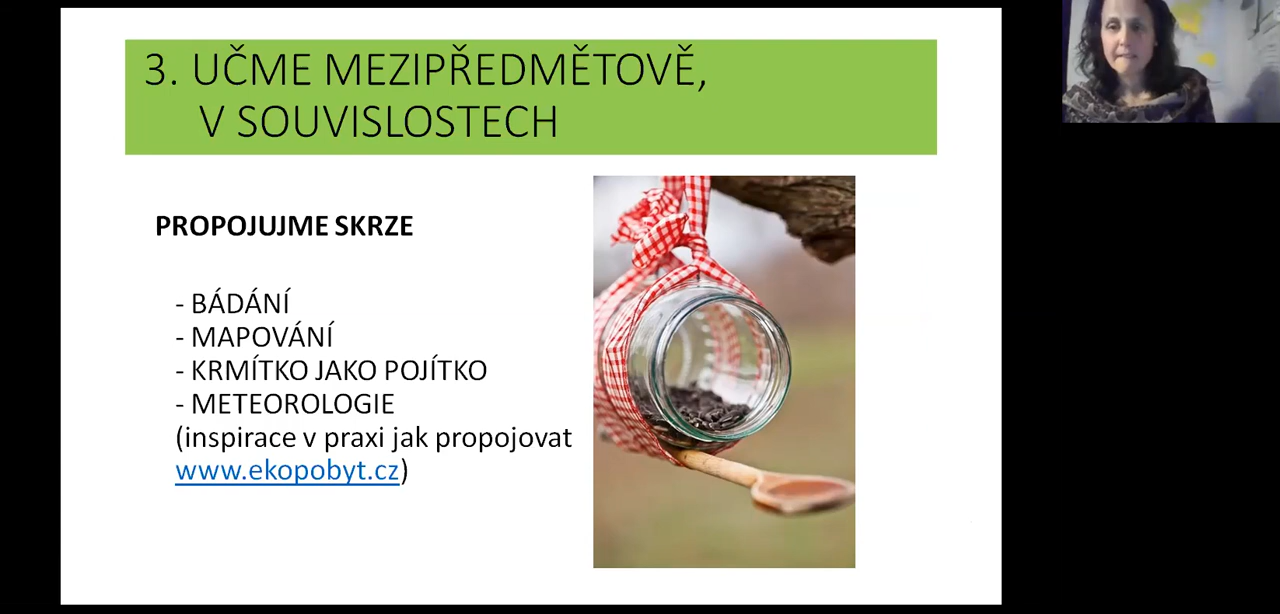 3. UČME MEZIPŘEDMĚTOVĚ,
V SOUVISLOSTECH
PROPOJUJME SKRZE
- BÁDÁNÍ
- MAPOVÁNÍ
- KRMÍTKO JAKO POJÍTKO
- METEOROLOGIE
(inspirace v praxi jak propojovat
www.ekopobyt.cz)